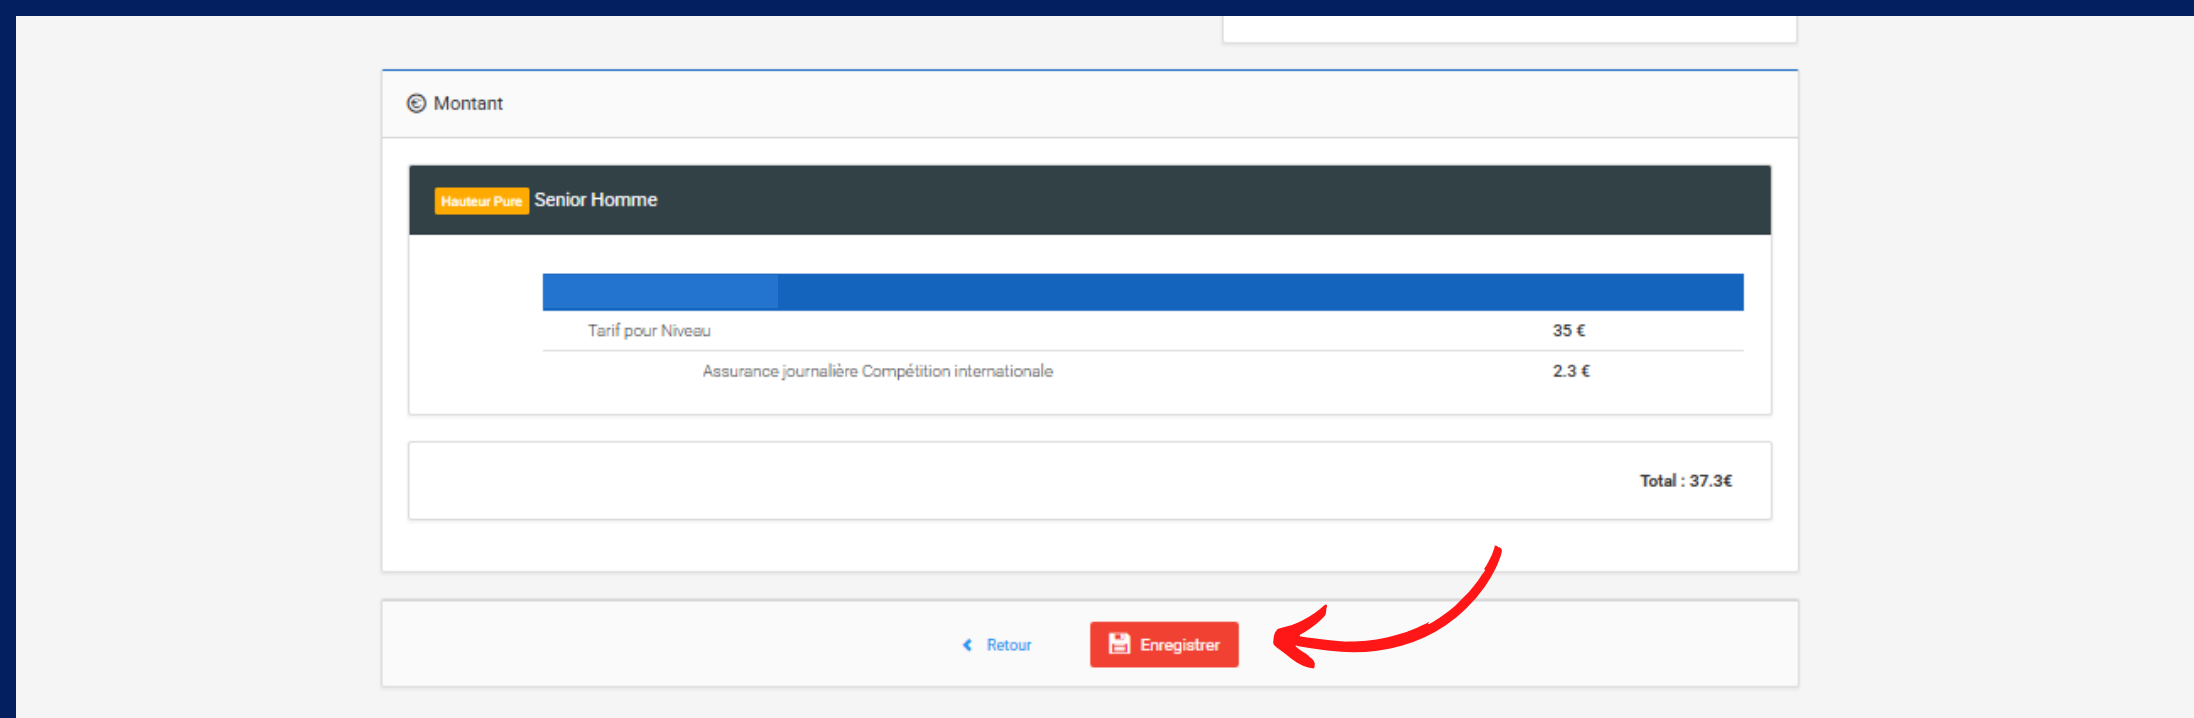 Montant
Hauteur Pure Senior Homme
Tarif pour Niveau 35 €
Assurance journalière Compétition internationale 2.3 €
Total : 37.3€
Retour Enregistrer